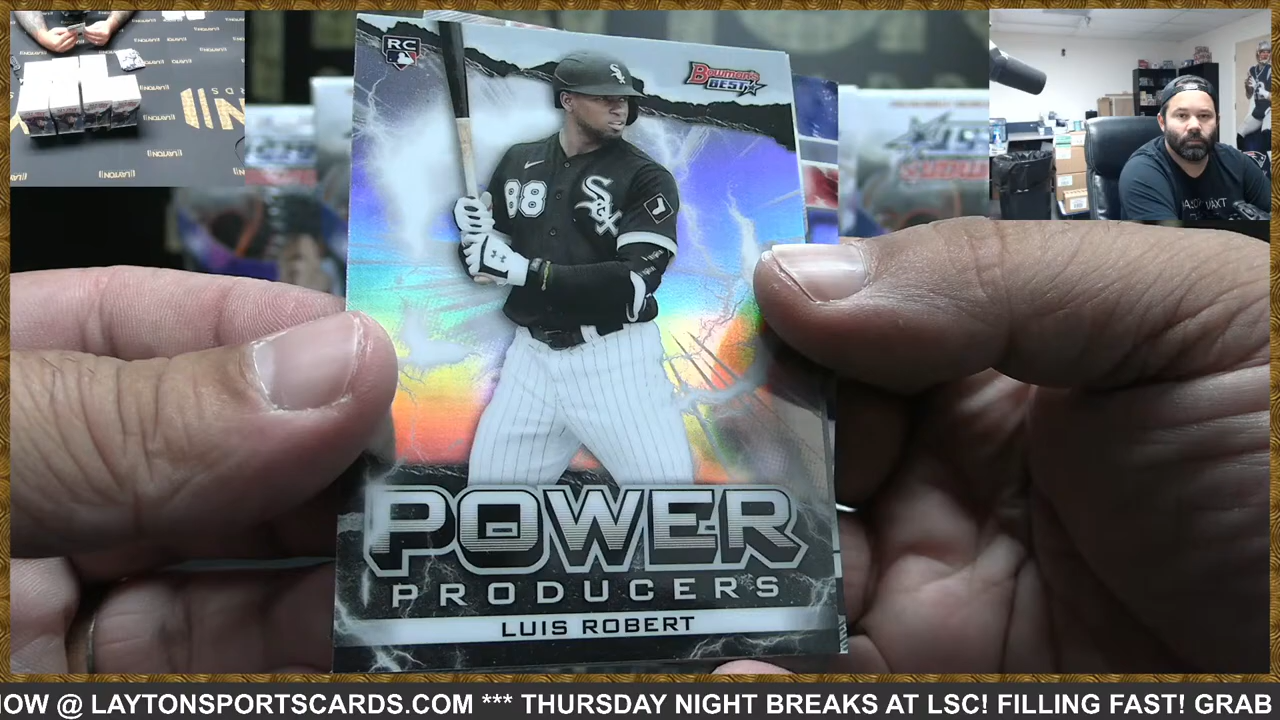 RC
Bowman's
BEST
88
Sox
POWER
PRODUCERS
LUIS ROBERT
LAYTON
NOW @ LAYTONSPORTSCARDS.COM *** THURSDAY NIGHT BREAKS AT LSC! FILLING FAST! GRAB